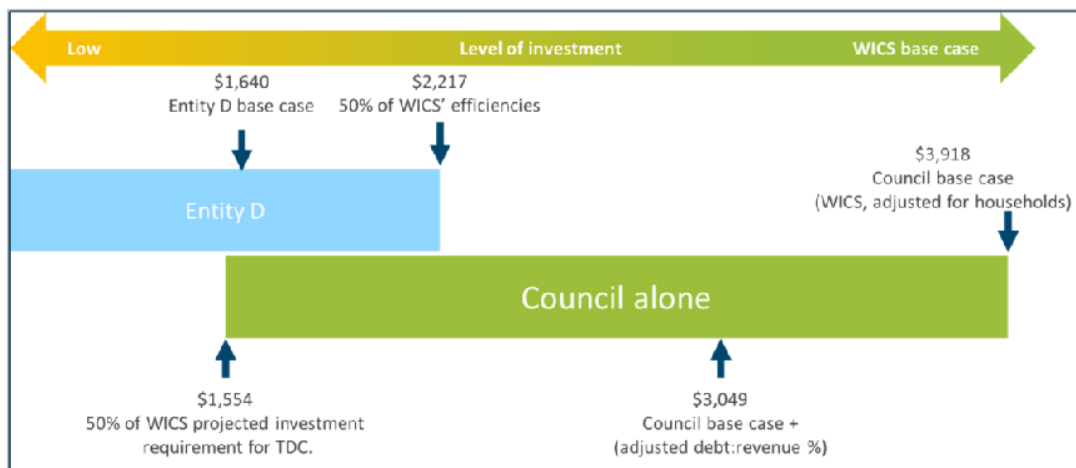 Low
Level of investment
WICS base case
$1,640
Entity D base case
$2,217
50% of WICS’ efficiencies
$3,918
Council base case
(WICS, adjusted for households)
Entity D
Council alone
$1,554
50% of WICS projected investment
requirement for TDC.
$3,049
Council base case +
(adjusted debt:revenue %)